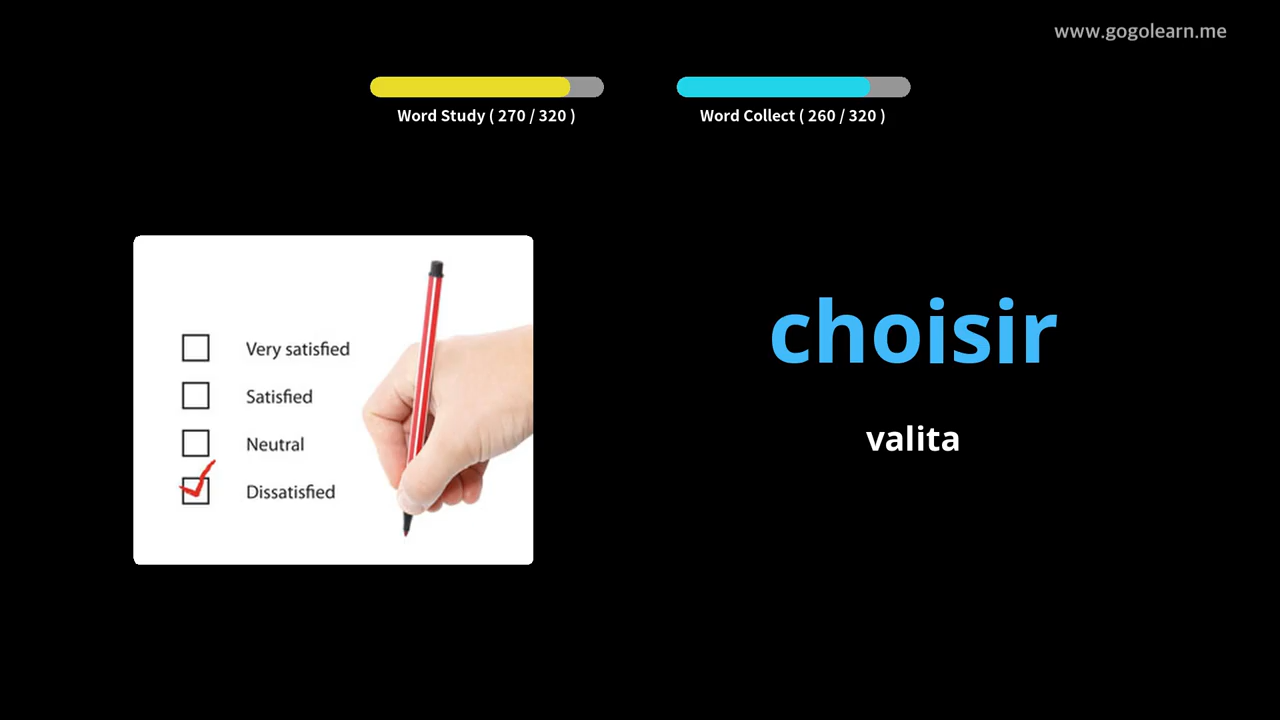 www.gogolearn.me
Word Study ( 270 / 320 )
Word Collect ( 260 / 320 )
Very satisfied
Satisfied
Neutral
Dissatisfied
choisir
valita